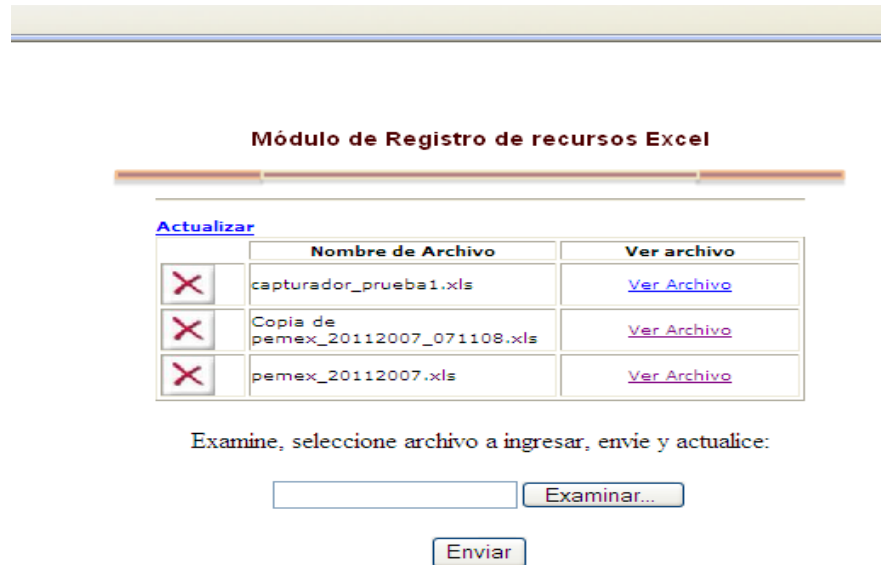 Módulo de Registro de recursos Excel
Actualizar
Nombre de Archivo Ver archivo
capturador_prueba1.xls Ver Archivo
Copia de
pemex_20112007_071108.xls Ver Archivo
pemex_20112007.xls Ver Archivo
Examine, seleccione archivo a ingresar, envíe y actualice:
Examinar...
Enviar